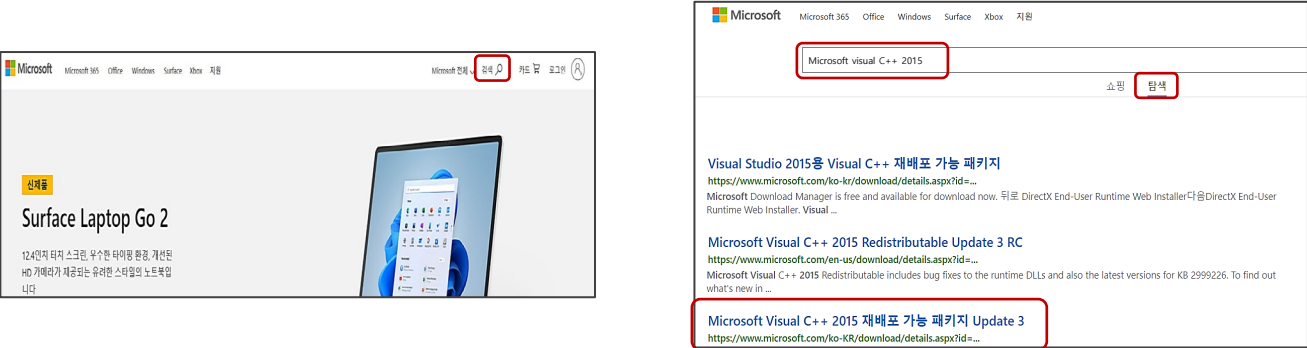 Microsoft Microsoft 365 Office Windows Surface Xbox 지원 Microsoft 전체 검색 카트 로그인
신제품
Surface Laptop Go 2
12.4인치 터치 스크린, 우수한 타이핑 환경, 개선된
HD 카메라가 제공되는 유려한 스타일의 노트북입
니다
Microsoft Microsoft 365 Office Windows Surface Xbox 지원
Microsoft visual C++ 2015
쇼핑 탐색
Visual Studio 2015용 Visual C++ 재배포 가능 패키지
https://www.microsoft.com/ko-kr/download/details.aspx?id=...
Microsoft Download Manager is free and available for download now. 뒤로 DirectX End-User Runtime Web Installer다음DirectX End-User
Runtime Web Installer. Visual ...
Microsoft Visual C++ 2015 Redistributable Update 3 RC
https://www.microsoft.com/en-us/download/details.aspx?id=...
Microsoft Visual C++ 2015 Redistributable includes bug fixes to the runtime DLLs and also the latest versions for KB 2999226. To find out
what's new in ...
Microsoft Visual C++ 2015 재배포 가능 패키지 Update 3
https://www.microsoft.com/ko-KR/download/details.aspx?id=...